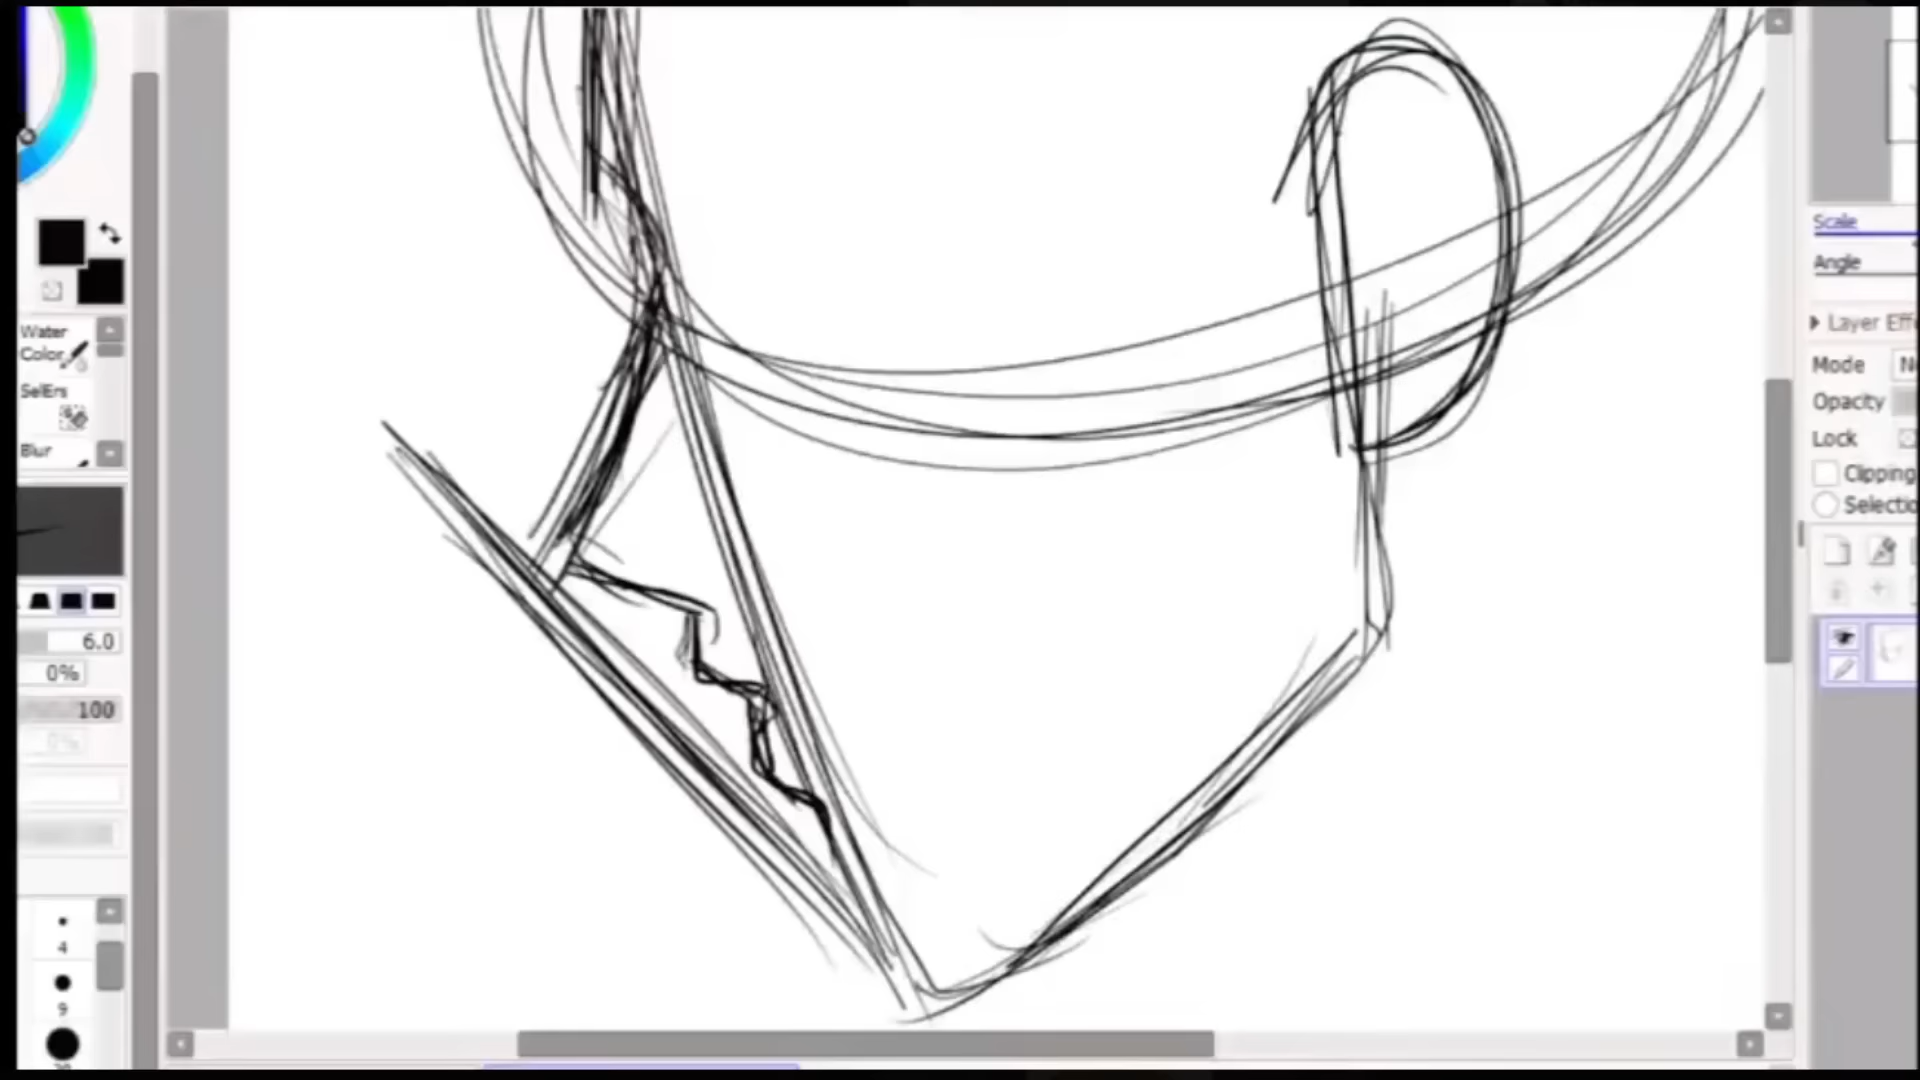 Water
Color
SelErs
Blur
6.0
0%
100
0%
4
9
Scale
Angle
Layer Eff
Mode
Opacity
Lock
Clipping
Selectio